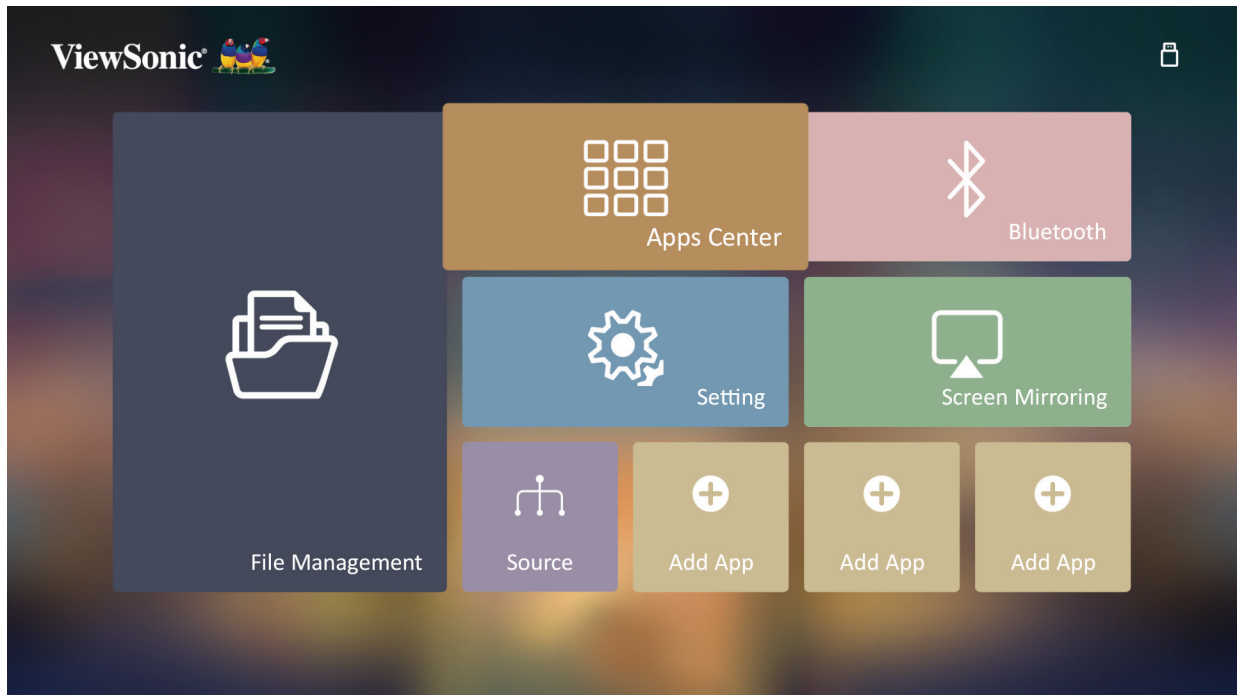 ViewSonic®
Apps Center
Bluetooth
Setting
Screen Mirroring
File Management
Source
Add App
Add App
Add App